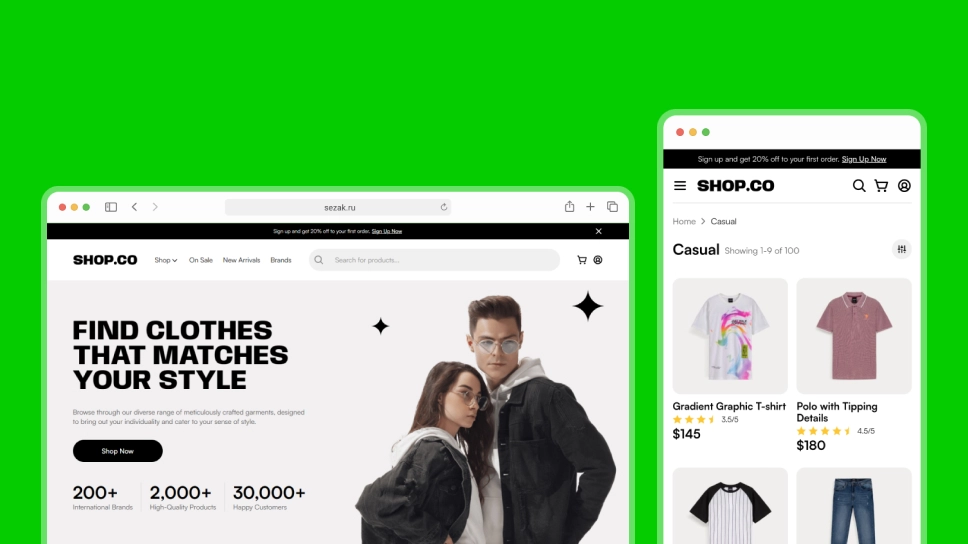 sezak.ru
Sign up and get 20% off to your first order. Sign Up Now
SHOP.CO
Shop
On Sale
New Arrivals
Brands
Search for products...
FIND CLOTHES
THAT MATCHES
YOUR STYLE
Browse through our diverse range of meticulously crafted garments, designed
to bring out your individuality and cater to your sense of style.
Shop Now
200+
International Brands
2,000+
High-Quality Products
30,000+
Happy Customers
Sign up and get 20% off to your first order. Sign Up Now
SHOP.CO
Home > Casual
Casual Showing 1-9 of 100
Gradient Graphic T-shirt
3.5/5
$145
Polo with Tipping
Details
4.5/5
$180